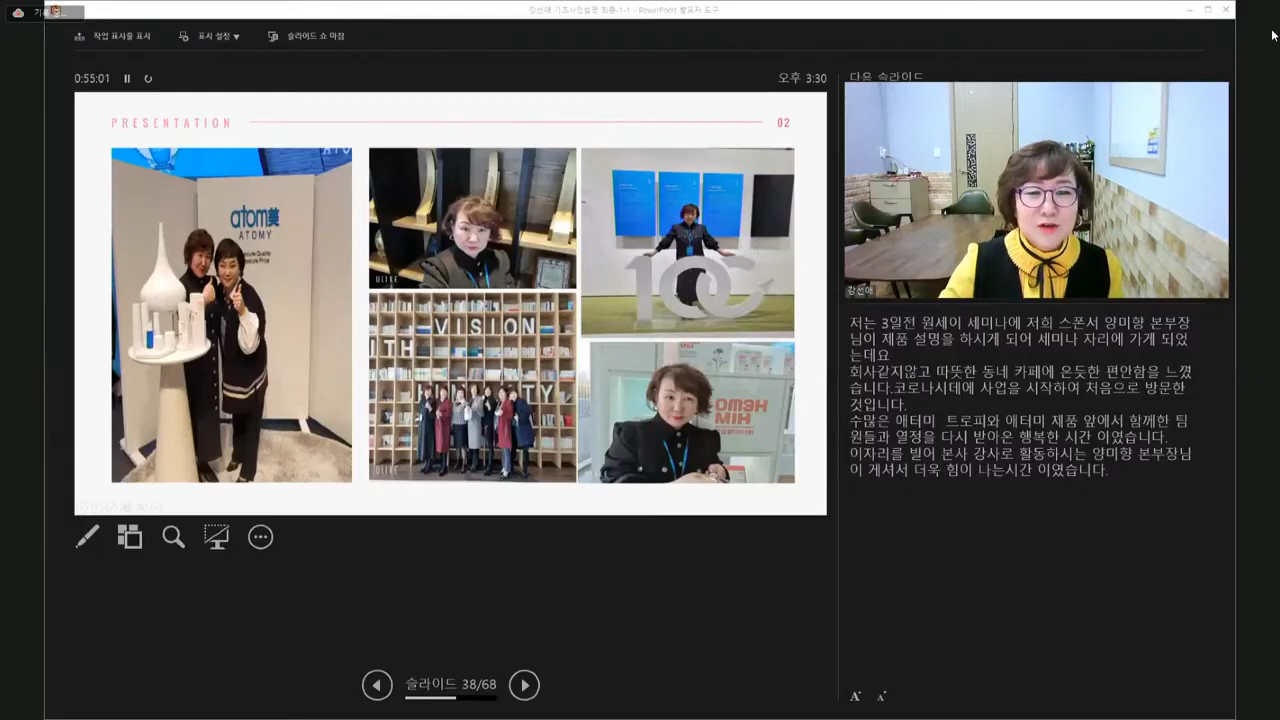 강선애 기초사업설명 최종-1-1 - PowerPoint 발표자 도구
작업 표시줄 표시
표시 설정 ▼
슬라이드 쇼 마침
0:55:01
오후 3:30
다음 슬라이드
PRESENTATION
02
atom美
ATOMY
VISION
ULIKE
ULIKE
강선애
저는 3일전 원세이 세미나에 저희 스폰서 양미향 본부장
님이 제품 설명을 하시게 되어 세미나 자리에 가게 되었
는데요
회사같지않고 따뜻한 동네 카페에 온듯한 편안함을 느꼈
습니다.코로나시데에 사업을 시작하여 처음으로 방문한
것입니다.
수많은 애터미 트로피와 애터미 제품 앞에서 함께한 팀
원들과 열정을 다시 받아온 행복한 시간 이였습니다.
이자리를 빌어 본사 강사로 활동하시는 양미향 본부장님
이 게셔서 더욱 힘이 나는시간 이였습니다.
슬라이드 38/68